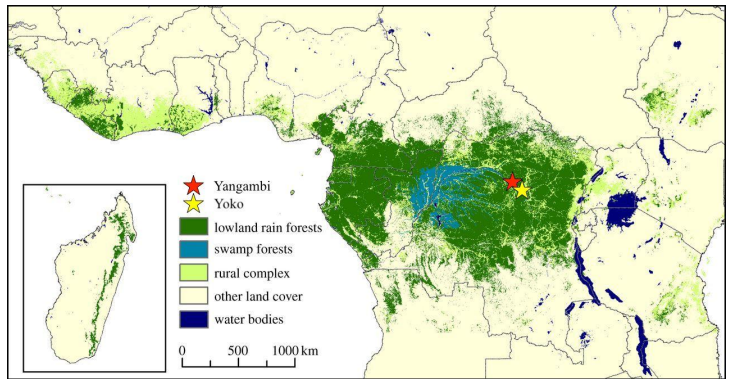 Yangambi
Yoko
lowland rain forests
swamp forests
rural complex
other land cover
water bodies
0 500 1000 km